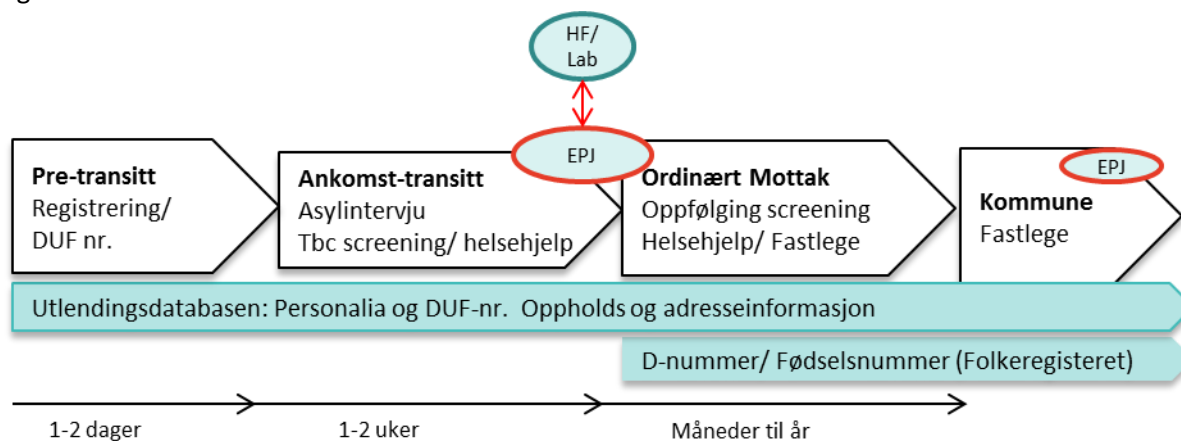 HF/
Lab
EPJ
Pre-transitt
Registrering/
DUF nr.
Ankomst-transitt
Asylintervju
Tbc screening/ helsehjelp
Ordinært Mottak
Oppfølging screening
Helsehjelp/ Fastlege
EPJ
Kommune
Fastlege
Utlendingsdatabasen: Personalia og DUF-nr. Oppholds og adresseinformasjon
D-nummer/ Fødselsnummer (Folkeregisteret)
1-2 dager
1-2 uker
Måneder til år